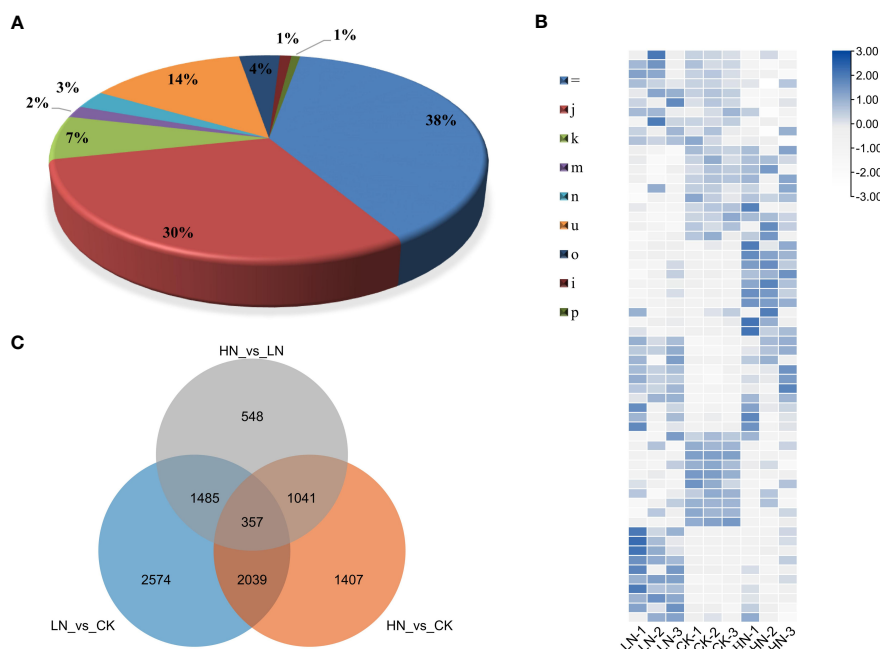 A
1%
1%
4%
14%
3%
2%
7%
38%
30%
=
j
k
m
n
u
o
i
p
B
3.00
2.00
1.00
0.00
-1.00
-2.00
-3.00
LN-1 LN-2 LN-3 CK-1 CK-2 CK-3 HN-1 HN-2 HN-3
C
HN_vs_LN
548
1485
1041
357
2574
2039
1407
LN_vs_CK
HN_vs_CK